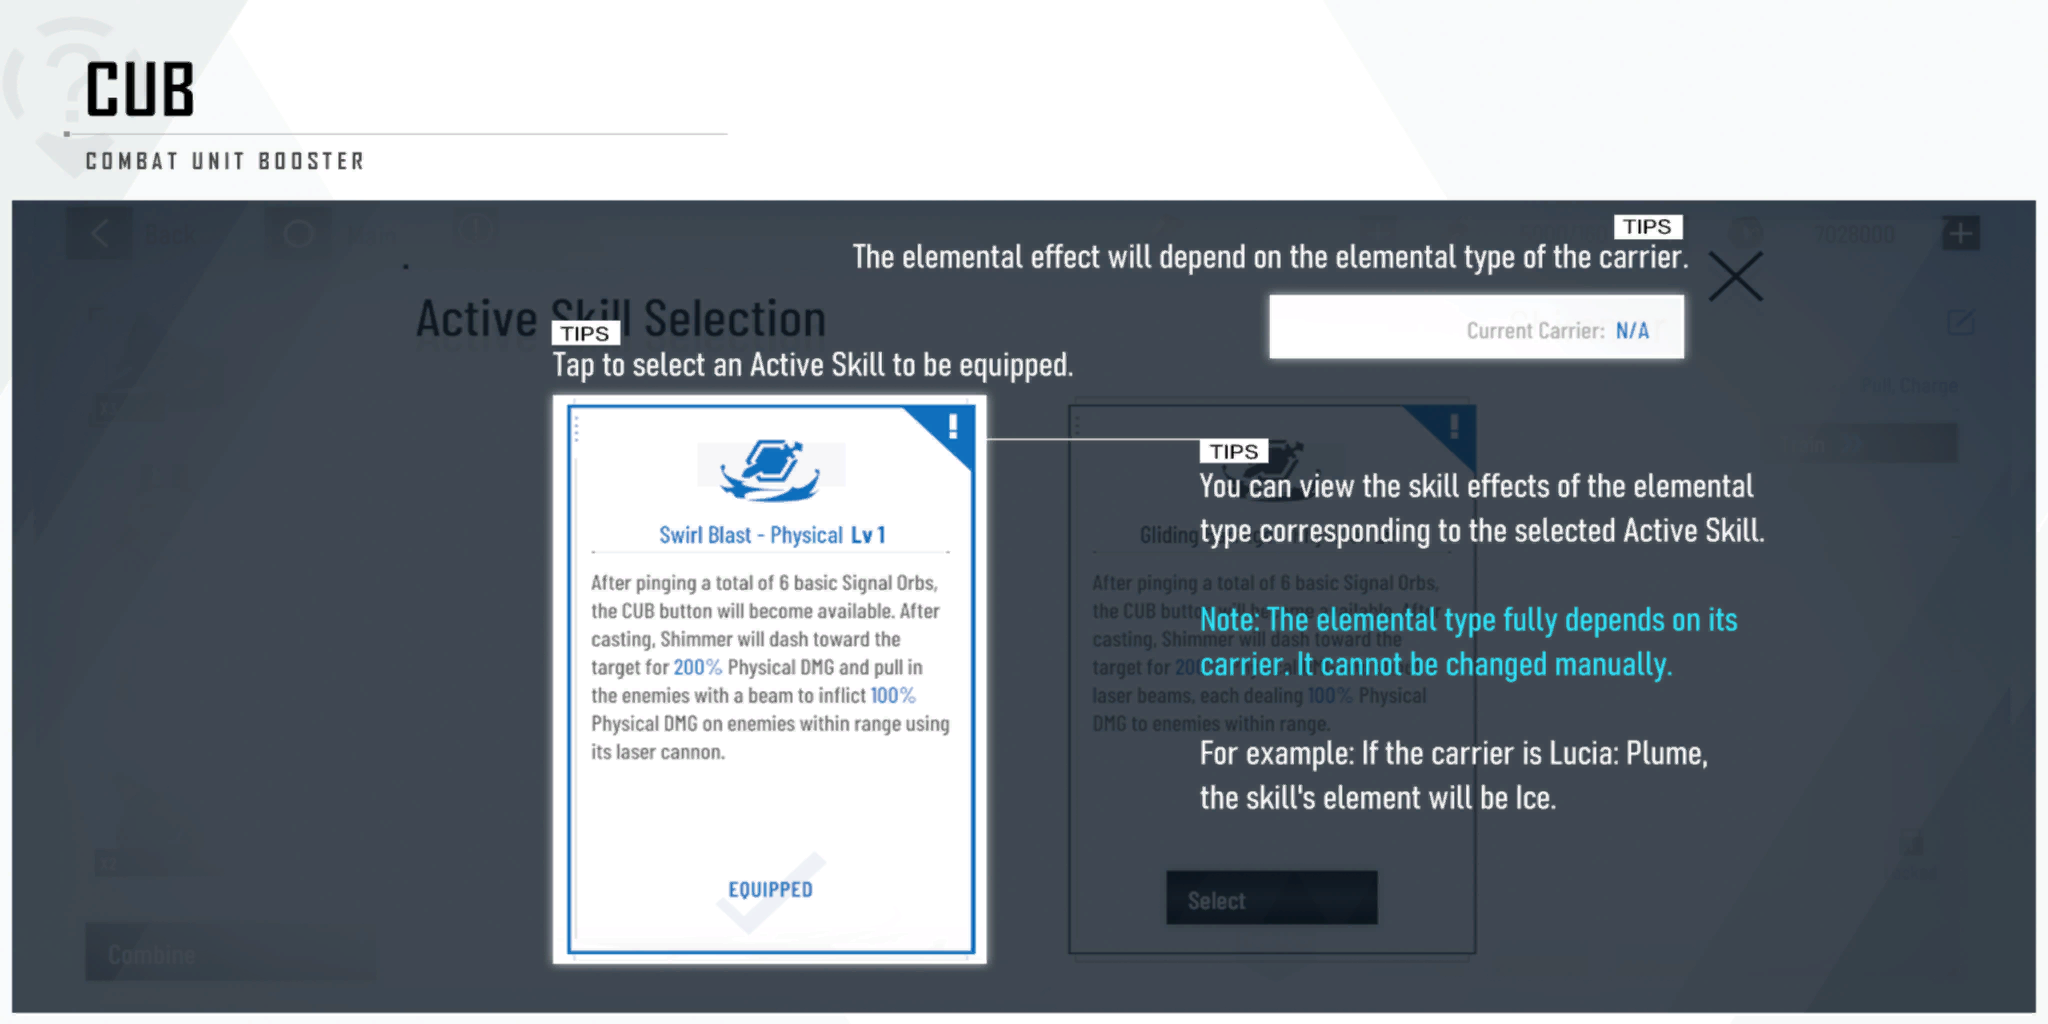 CUB
COMBAT UNIT BOOSTER
Back
7028000
TIPS
The elemental effect will depend on the elemental type of the carrier.
Active Skill Selection
Current Carrier: N/A
TIPS
Tap to select an Active Skill to be equipped.
Swirl Blast - Physical Lv 1
After pinging a total of 6 basic Signal Orbs,
the CUB button will become available. After
casting, Shimmer will dash toward the
target for 200% Physical DMG and pull in
the enemies with a beam to inflict 100%
Physical DMG on enemies within range using
its laser cannon.
EQUIPPED
TIPS
You can view the skill effects of the elemental
type corresponding to the selected Active Skill.
Note: The elemental type fully depends on its
carrier. It cannot be changed manually.
For example: If the carrier is Lucia: Plume,
the skill's element will be Ice.
Gliding
After pinging a total of 6 basic Signal Orbs,
the CUB button will become available. After
casting, Shimmer will dash toward the
target for
laser beams, each dealing 100% Physical
DMG to enemies within range.
Select
Combine